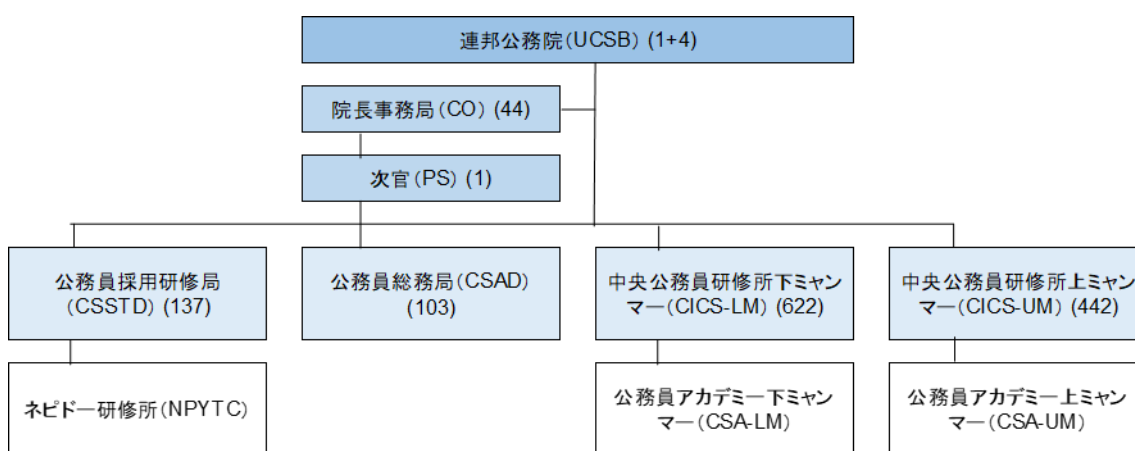 連邦公務院(UCSB) (1+4)
院長事務局(CO) (44)
次官(PS) (1)
公務員採用研修局
(CSSTD) (137)
公務員総務局(CSAD)
(103)
中央公務員研修所下ミャン
マー(CICS-LM) (622)
中央公務員研修所上ミャン
マー(CICS-UM) (442)
ネピドー研修所(NPYTC)
公務員アカデミー下ミャン
マー(CSA-LM)
公務員アカデミー上ミャン
マー(CSA-UM)